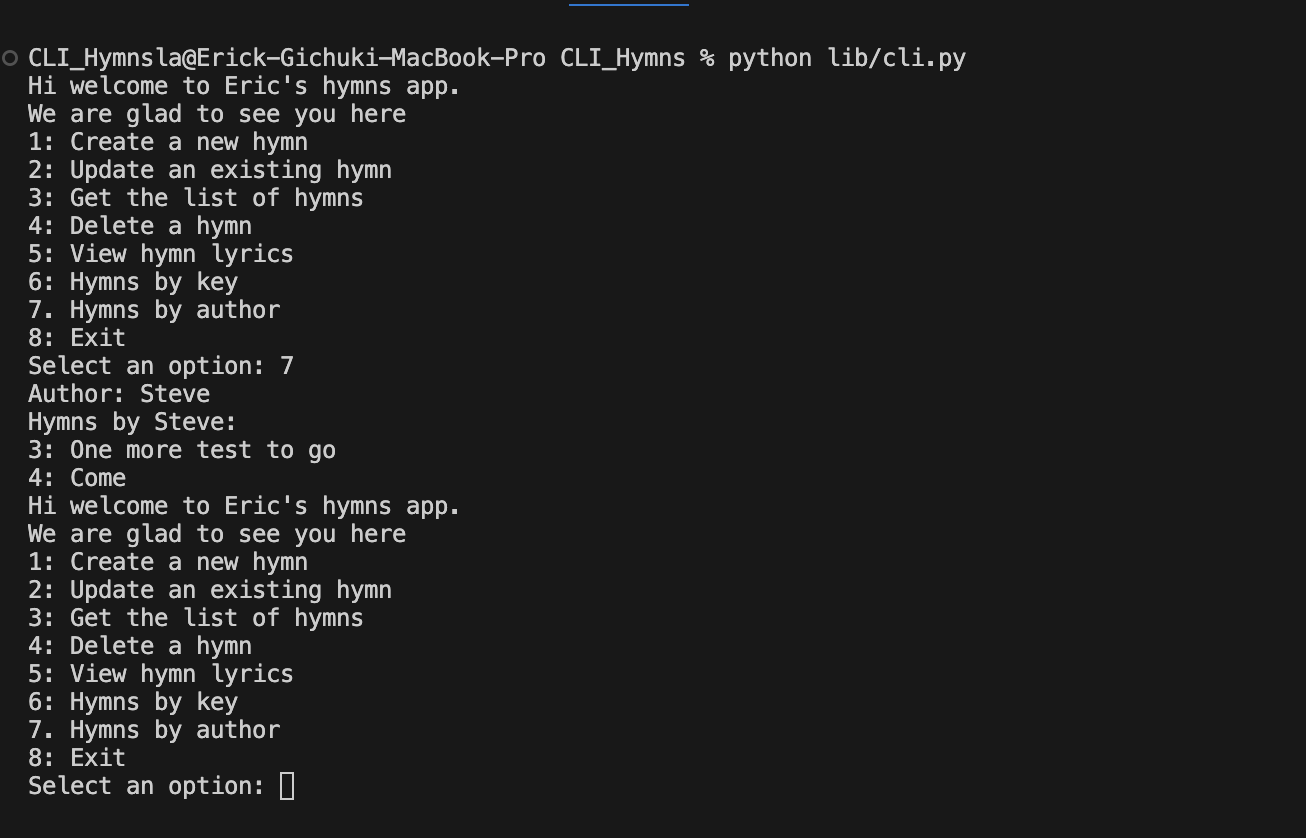 CLI_Hymnsla@Erick-Gichuki-MacBook-Pro CLI_Hymns % python lib/cli.py
Hi welcome to Eric's hymns app.
We are glad to see you here
1: Create a new hymn
2: Update an existing hymn
3: Get the list of hymns
4: Delete a hymn
5: View hymn lyrics
6: Hymns by key
7. Hymns by author
8: Exit
Select an option: 7
Author: Steve
Hymns by Steve:
3: One more test to go
4: Come
Hi welcome to Eric's hymns app.
We are glad to see you here
1: Create a new hymn
2: Update an existing hymn
3: Get the list of hymns
4: Delete a hymn
5: View hymn lyrics
6: Hymns by key
7. Hymns by author
8: Exit
Select an option: